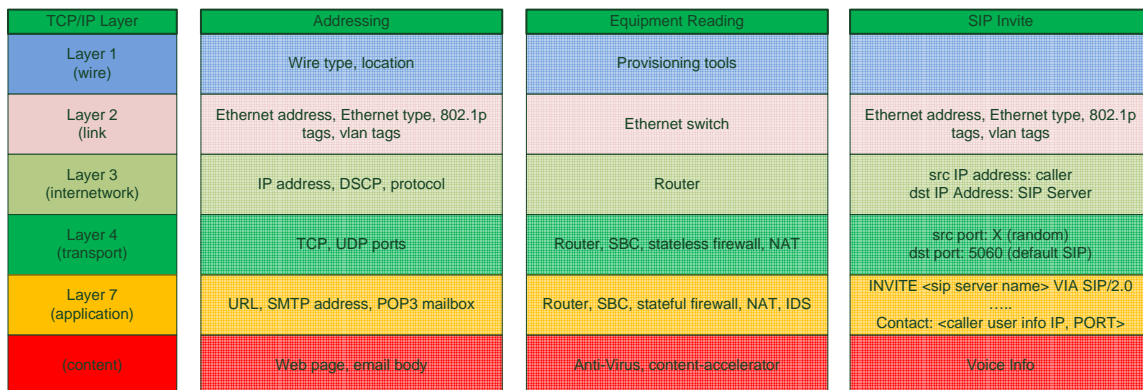 TCP/IP Layer
Addressing
Equipment Reading
SIP Invite
Layer 1
(wire)
Wire type, location
Provisioning tools
Layer 2
(link
Ethernet address, Ethernet type, 802.1p
tags, vlan tags
Ethernet switch
Ethernet address, Ethernet type, 802.1p
tags, vlan tags
Layer 3
(internetwork)
IP address, DSCP, protocol
Router
src IP address: caller
dst IP Address: SIP Server
Layer 4
(transport)
TCP, UDP ports
Router, SBC, stateless firewall, NAT
src port: X (random)
dst port: 5060 (default SIP)
Layer 7
(application)
URL, SMTP address, POP3 mailbox
Router, SBC, stateful firewall, NAT, IDS
INVITE <sip server name> VIA SIP/2.0
…..
Contact: <caller user info IP, PORT>
(content)
Web page, email body
Anti-Virus, content-accelerator
Voice Info